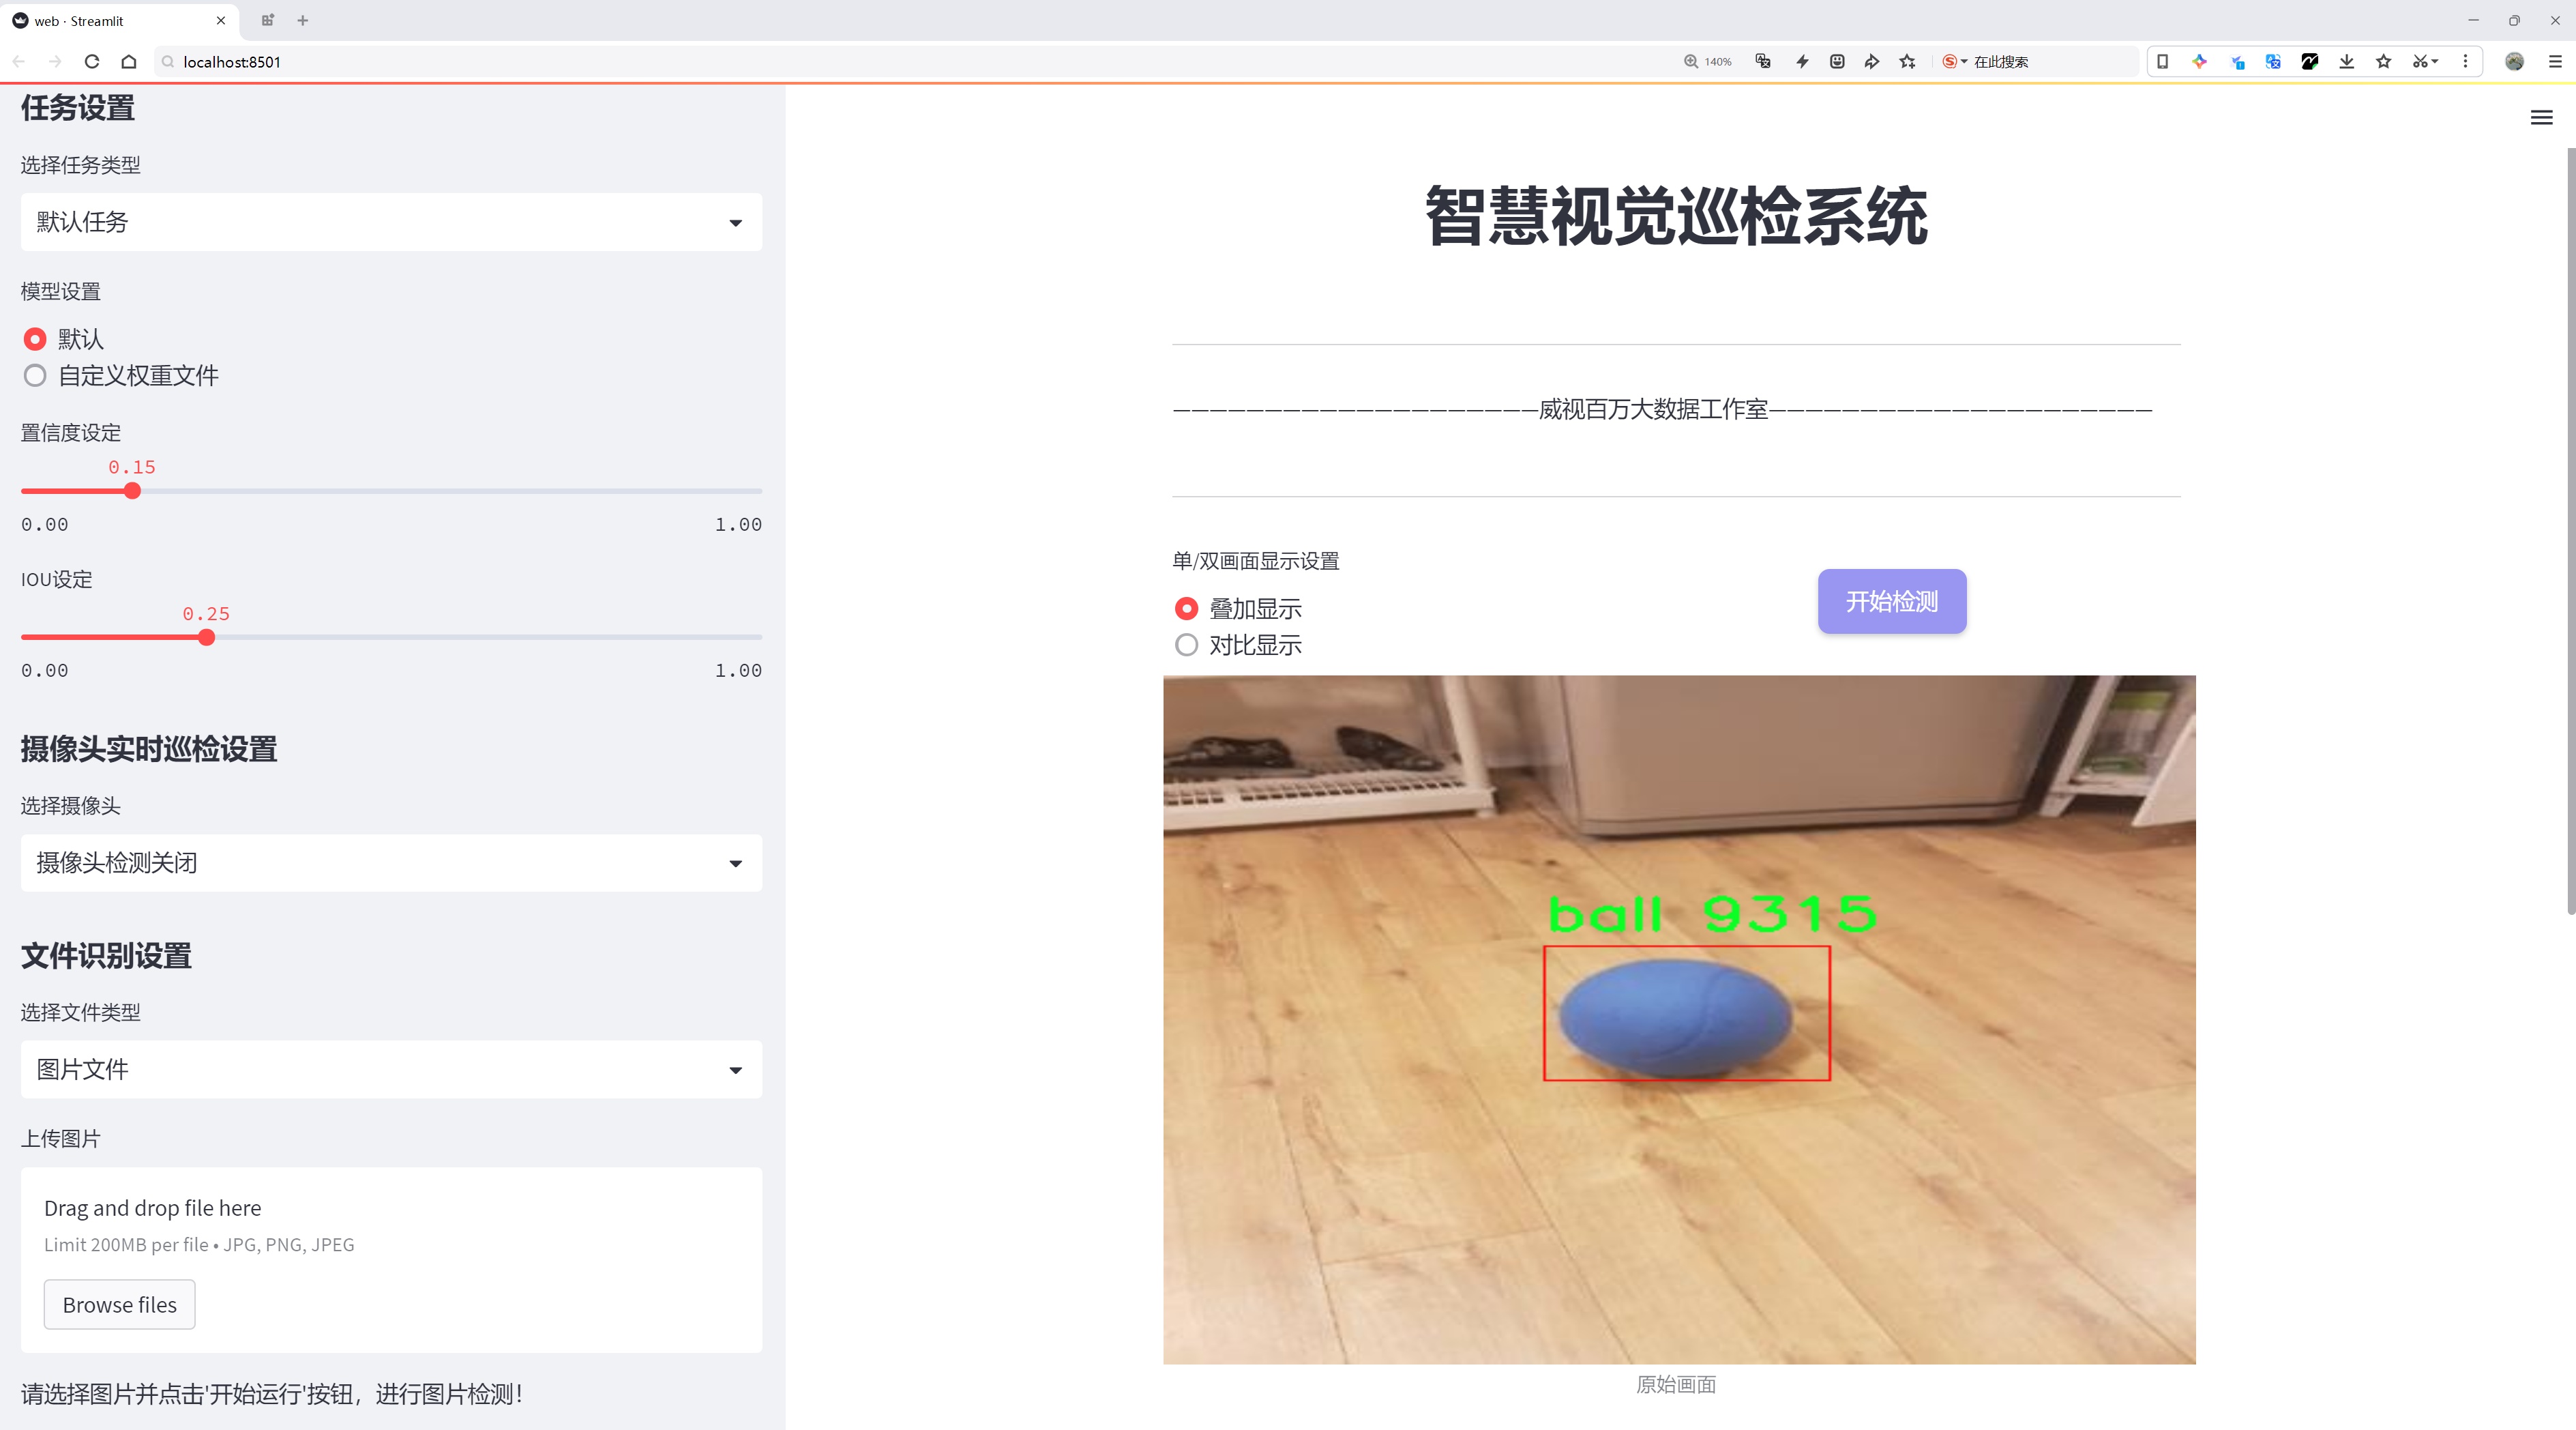 web · Streamlit
localhost:8501
140%
在此搜索
任务设置
选择任务类型
默认任务
模型设置
默认
自定义权重文件
置信度设定
0.15
0.00 1.00
IOU设定
0.25
0.00 1.00
摄像头实时巡检设置
选择摄像头
摄像头检测关闭
文件识别设置
选择文件类型
图片文件
上传图片
Drag and drop file here
Limit 200MB per file • JPG, PNG, JPEG
Browse files
请选择图片并点击'开始运行'按钮，进行图片检测！
智慧视觉巡检系统
—————————————————————威视百万大数据工作室——————————————————————
单/双画面显示设置
叠加显示
对比显示
开始检测
ball 9315
原始画面